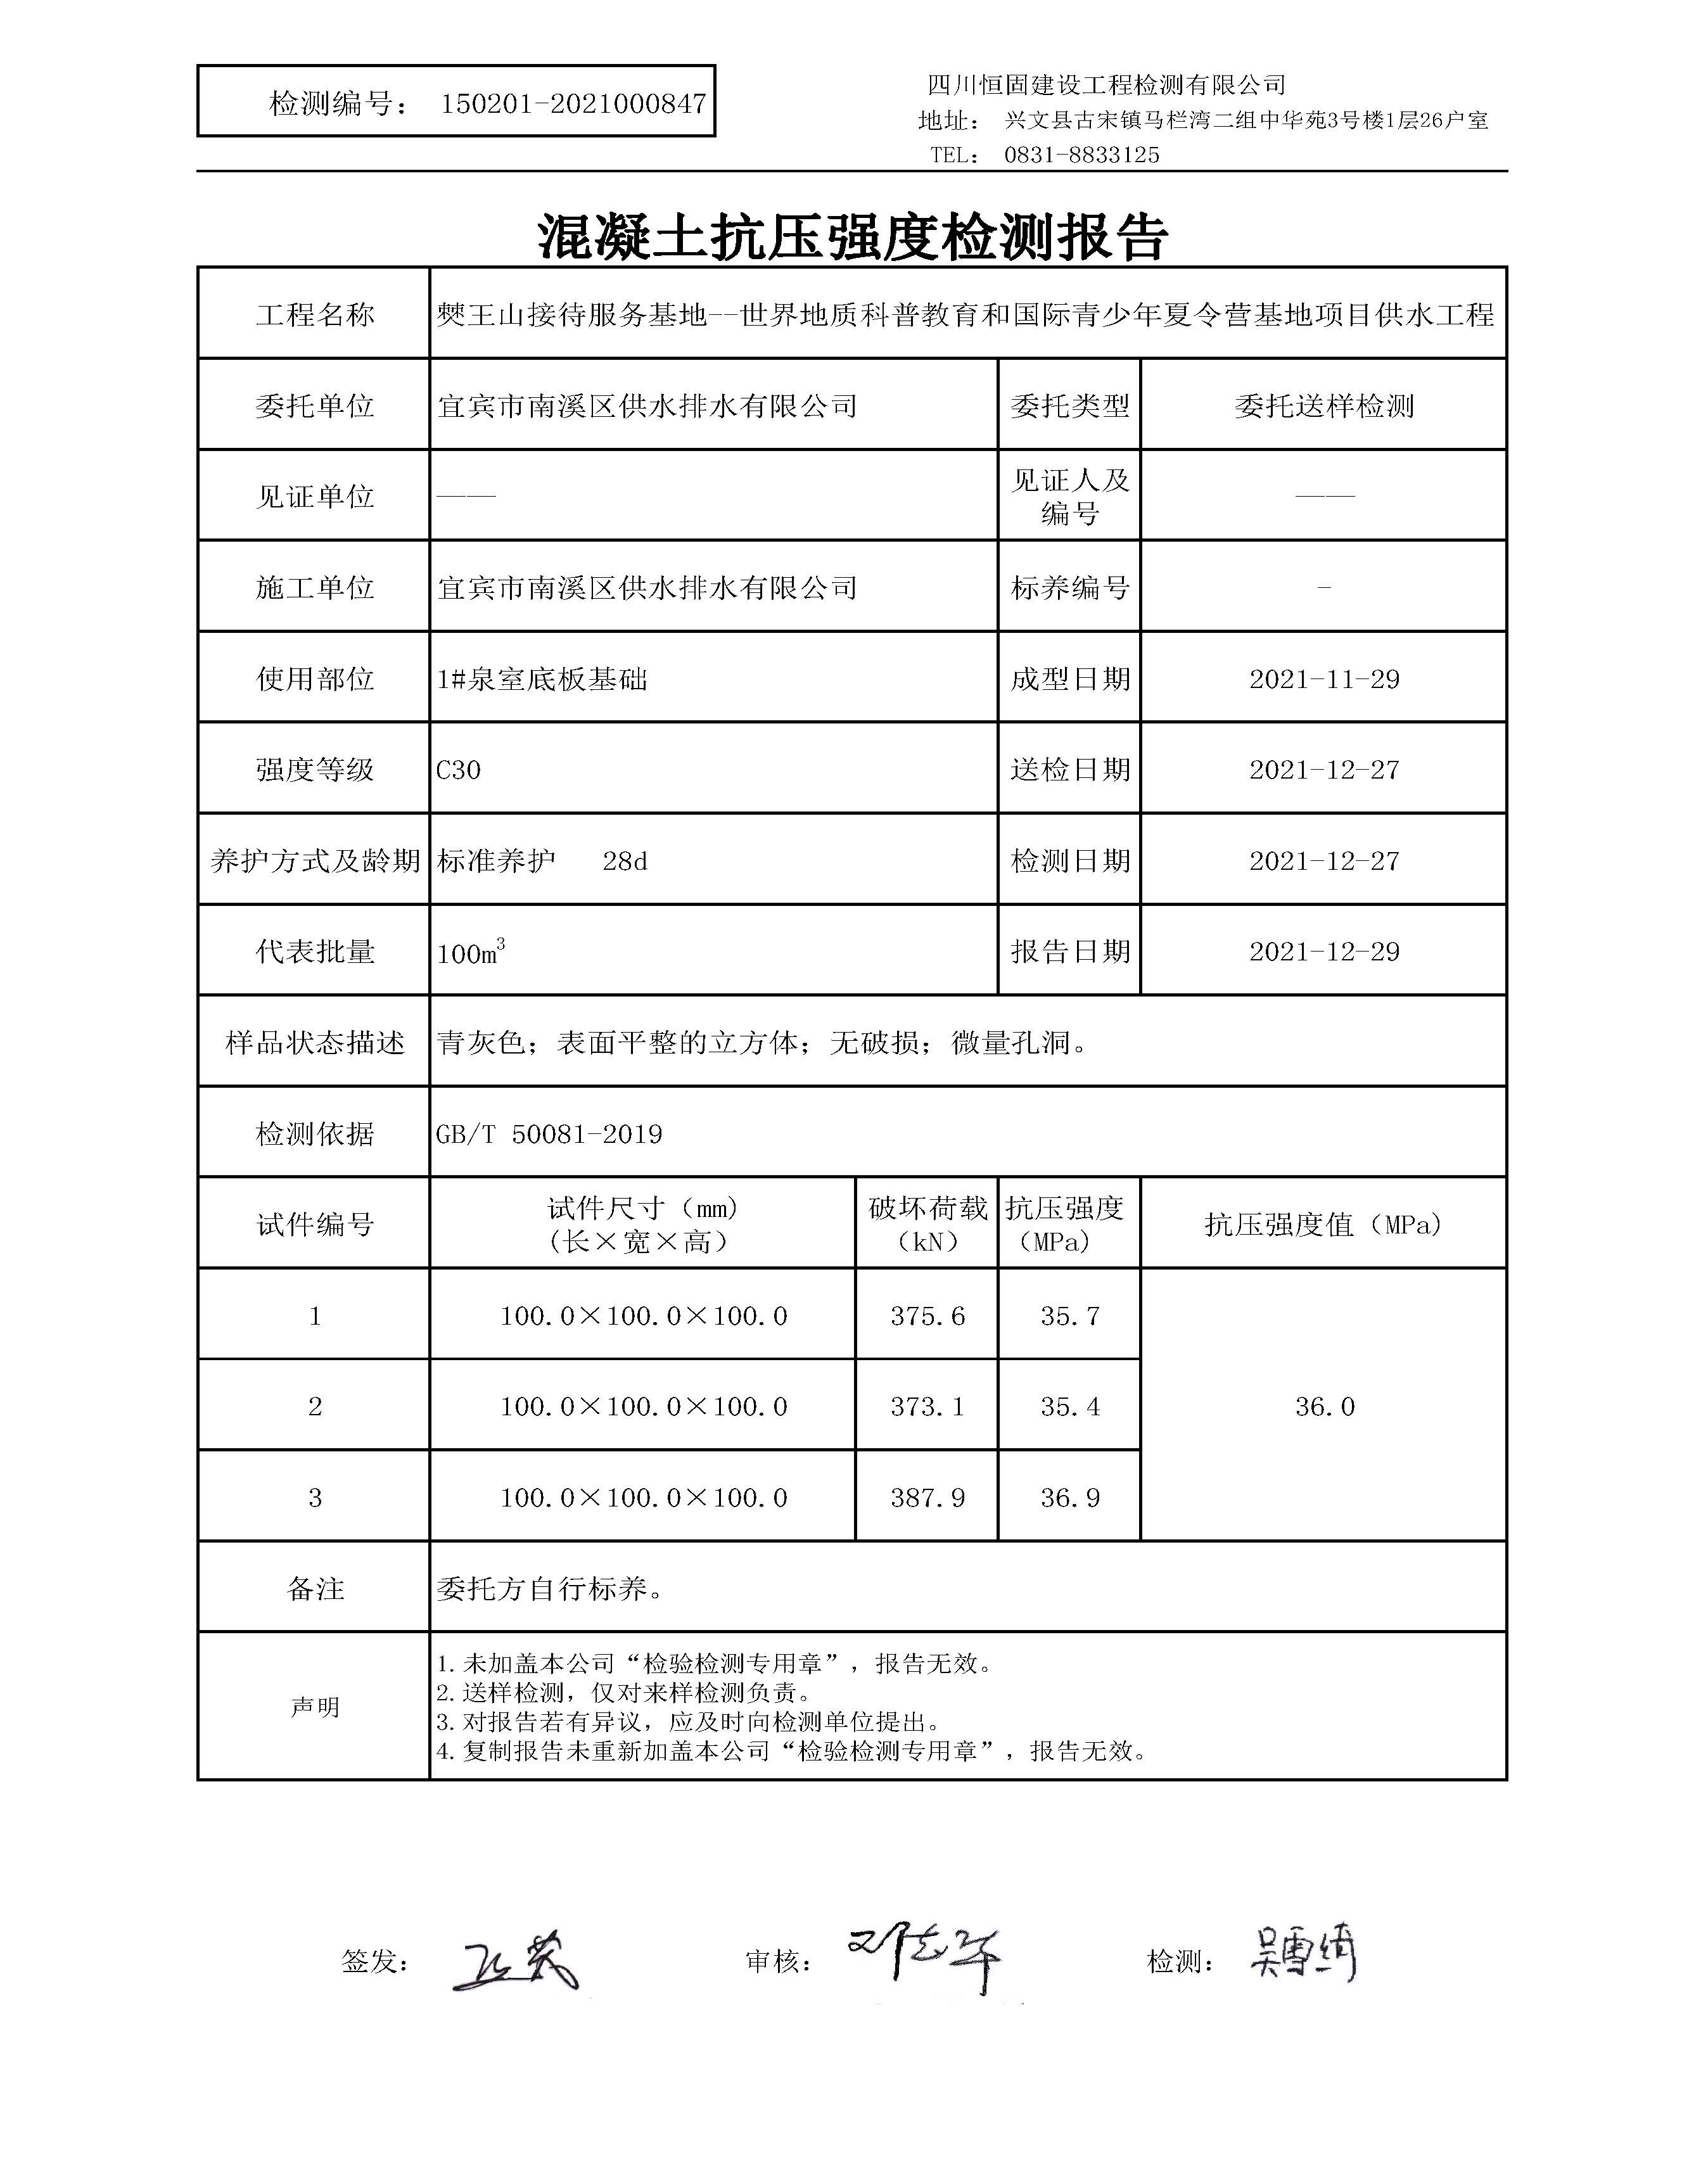 检测编号： 150201-2021000847
四川恒固建设工程检测有限公司
地址： 兴文县古宋镇马栏湾二组中华苑3号楼1层26户室
TEL： 0831-8833125
混凝土抗压强度检测报告
工程名称 僰王山接待服务基地--世界地质科普教育和国际青少年夏令营基地项目供水工程
委托单位 宜宾市南溪区供水排水有限公司 委托类型 委托送样检测
见证单位 —— 见证人及编号 ——
施工单位 宜宾市南溪区供水排水有限公司 标养编号 -
使用部位 1#泉室底板基础 成型日期 2021-11-29
强度等级 C30 送检日期 2021-12-27
养护方式及龄期 标准养护 28d 检测日期 2021-12-27
代表批量 100m³ 报告日期 2021-12-29
样品状态描述 青灰色；表面平整的立方体；无破损；微量孔洞。
检测依据 GB/T 50081-2019
试件编号 试件尺寸（mm)(长×宽×高） 破坏荷载（kN） 抗压强度（MPa) 抗压强度值（MPa)
1 100.0×100.0×100.0 375.6 35.7
2 100.0×100.0×100.0 373.1 35.4 36.0
3 100.0×100.0×100.0 387.9 36.9
备注 委托方自行标养。
声明
1.未加盖本公司“检验检测专用章”，报告无效。
2.送样检测，仅对来样检测负责。
3.对报告若有异议，应及时向检测单位提出。
4.复制报告未重新加盖本公司“检验检测专用章”，报告无效。
签发： 审核： 检测： 吴雪绮